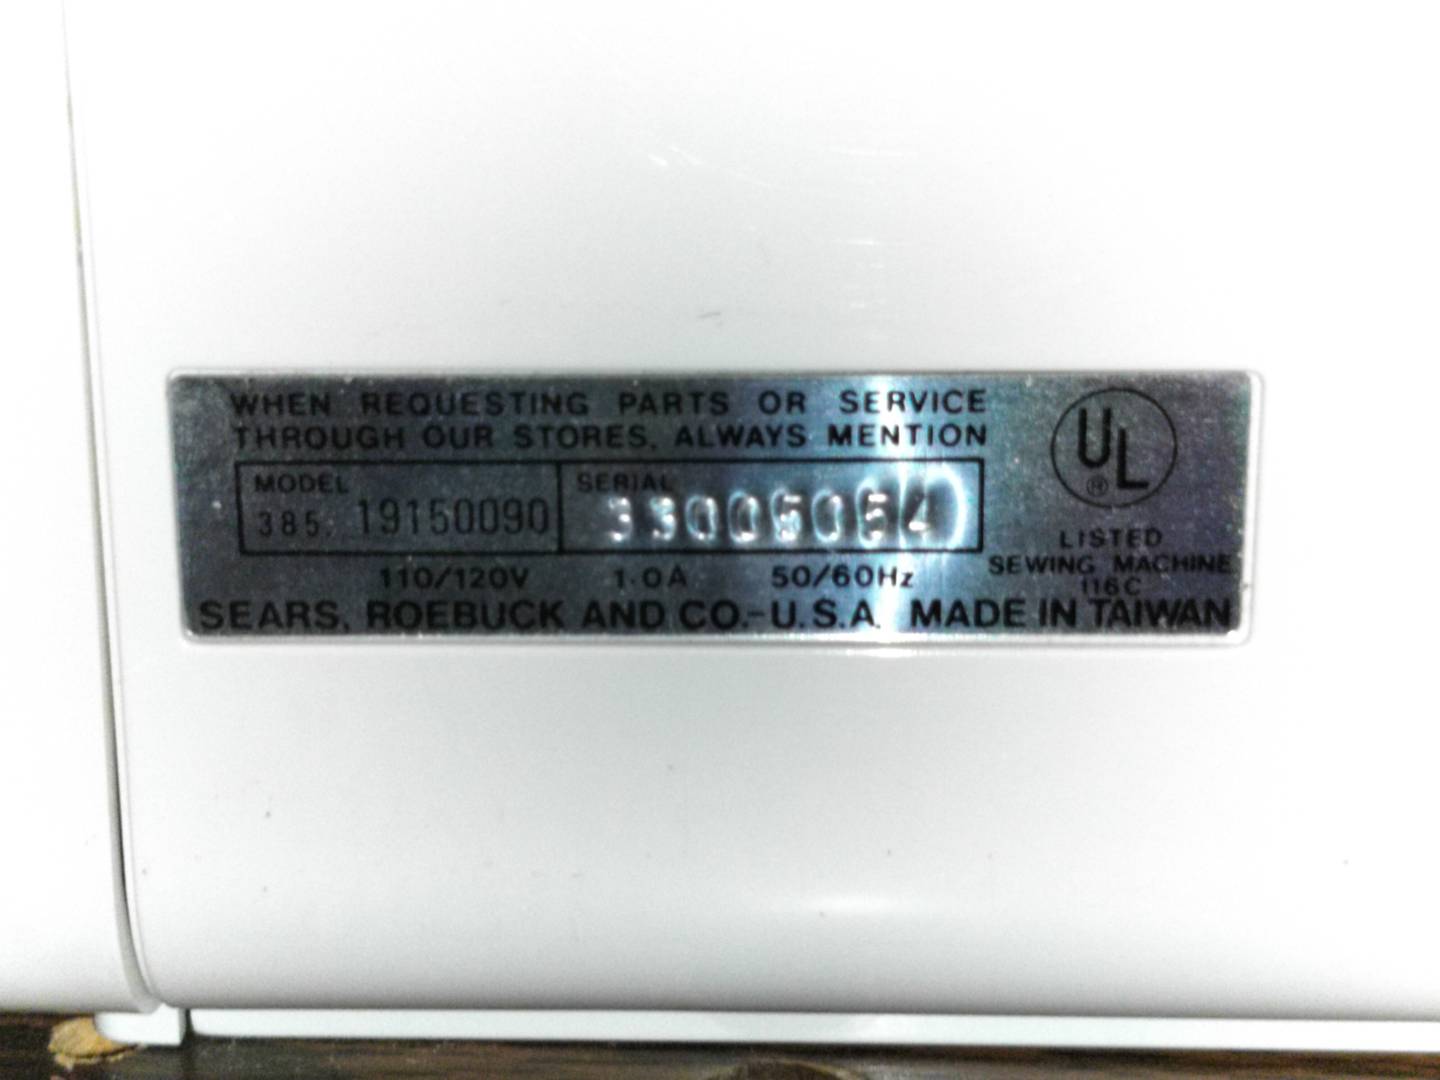 WHEN REQUESTING PARTS OR SERVICE
THROUGH OUR STORES, ALWAYS MENTION
MODEL
385. 19150090
SERIAL
33005054
110/120V 1.0A 50/60Hz
UL
®
LISTED
SEWING MACHINE
116C
SEARS, ROEBUCK AND CO.-U.S.A. MADE IN TAIWAN